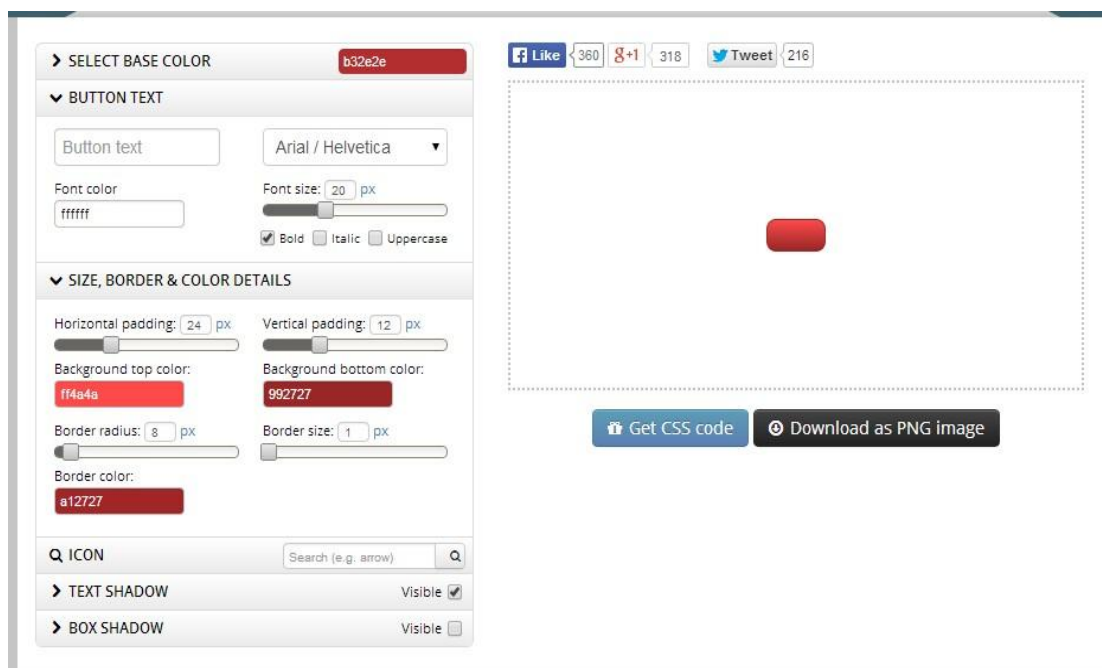 SELECT BASE COLOR b32e2e
BUTTON TEXT
Button text Arial / Helvetica
Font color Font size: 20 px
ffffff
Bold Italic Uppercase
SIZE, BORDER & COLOR DETAILS
Horizontal padding: 24 px Vertical padding: 12 px
Background top color: Background bottom color:
ff4a4a 992727
Border radius: 8 px Border size: 1 px
Border color:
a12727
ICON Search (e.g. arrow)
TEXT SHADOW Visible
BOX SHADOW Visible
Like 360 g+1 318 Tweet 216
Get CSS code Download as PNG image